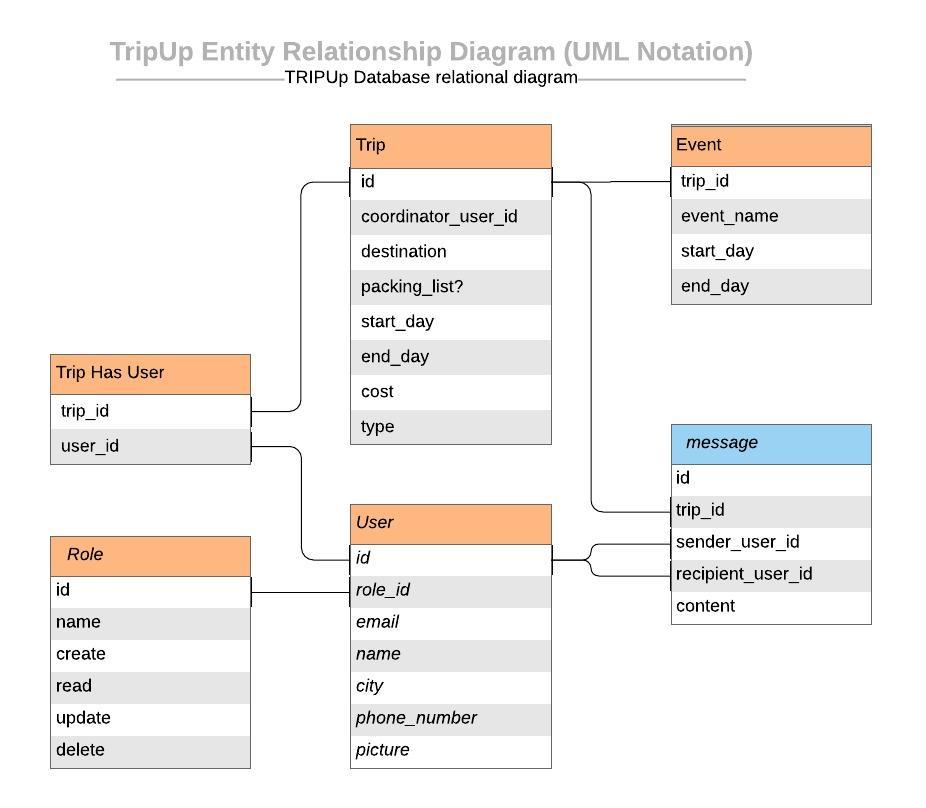 TripUp Entity Relationship Diagram (UML Notation)
TRIPUp Database relational diagram
Trip
id
coordinator_user_id
destination
packing_list?
start_day
end_day
cost
type
Event
trip_id
event_name
start_day
end_day
Trip Has User
trip_id
user_id
message
id
trip_id
sender_user_id
recipient_user_id
content
Role
id
name
create
read
update
delete
User
id
role_id
email
name
city
phone_number
picture